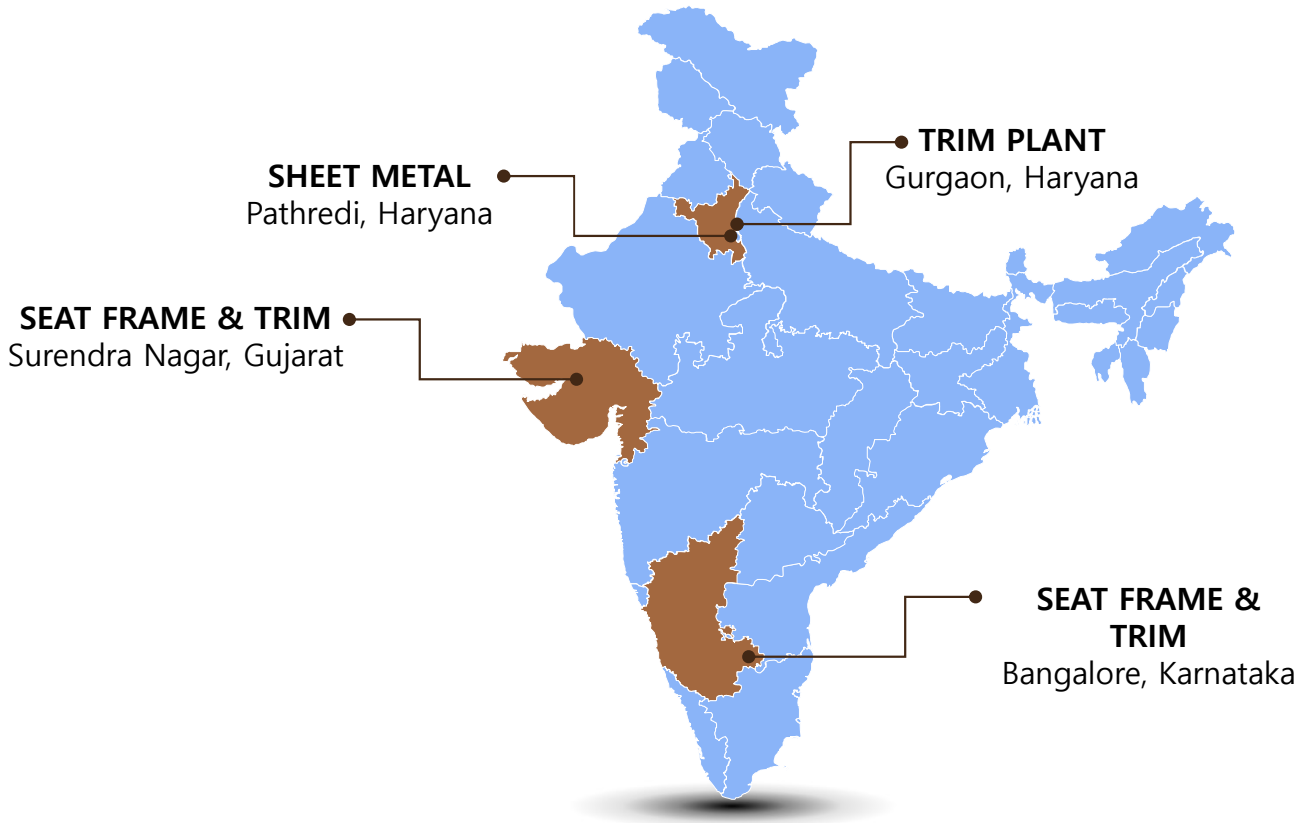 TRIM PLANT
Gurgaon, Haryana
SHEET METAL
Pathredi, Haryana
SEAT FRAME & TRIM
Surendra Nagar, Gujarat
SEAT FRAME &
TRIM
Bangalore, Karnataka